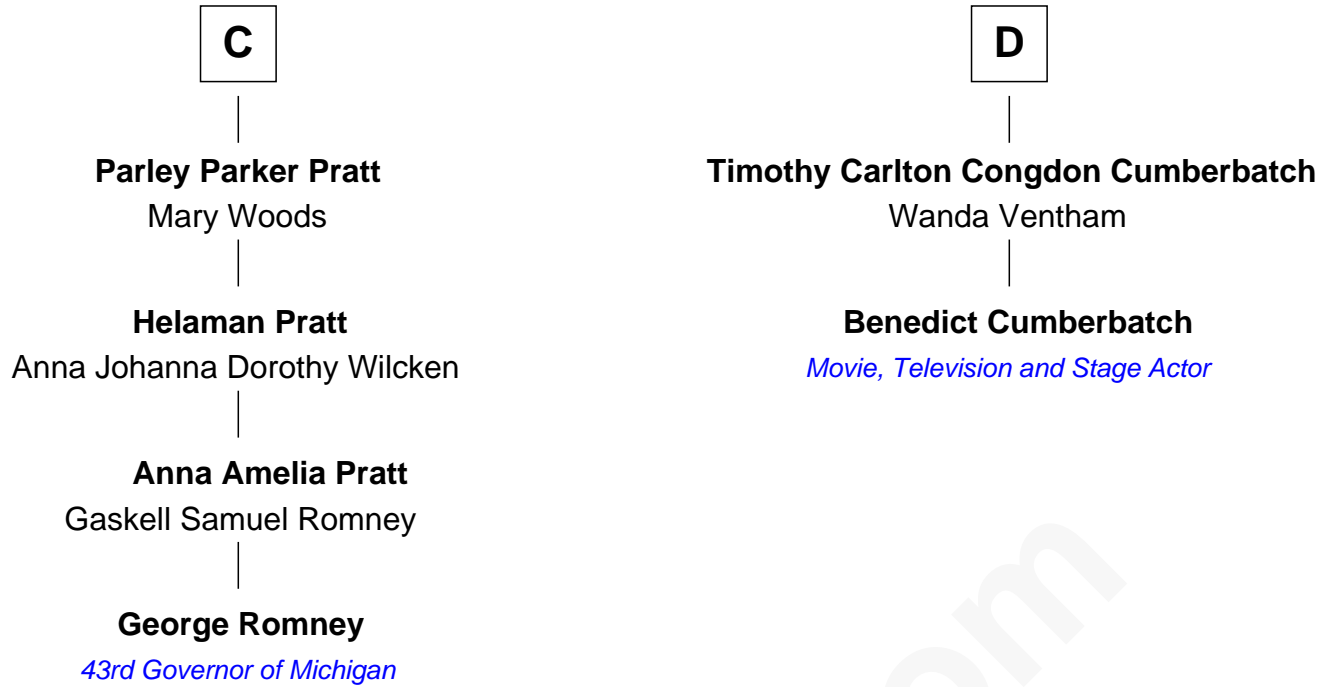 C
Parley Parker Pratt
Mary Woods
Helaman Pratt
Anna Johanna Dorothy Wilcken
Anna Amelia Pratt
Gaskell Samuel Romney
George Romney
43rd Governor of Michigan
D
Timothy Carlton Congdon Cumberbatch
Wanda Ventham
Benedict Cumberbatch
Movie, Television and Stage Actor
om